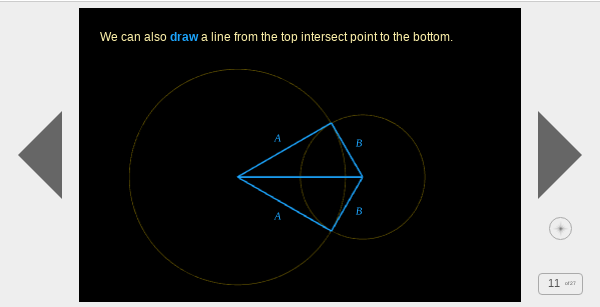 We can also draw a line from the top intersect point to the bottom.
A
B
A
B
11 of 27